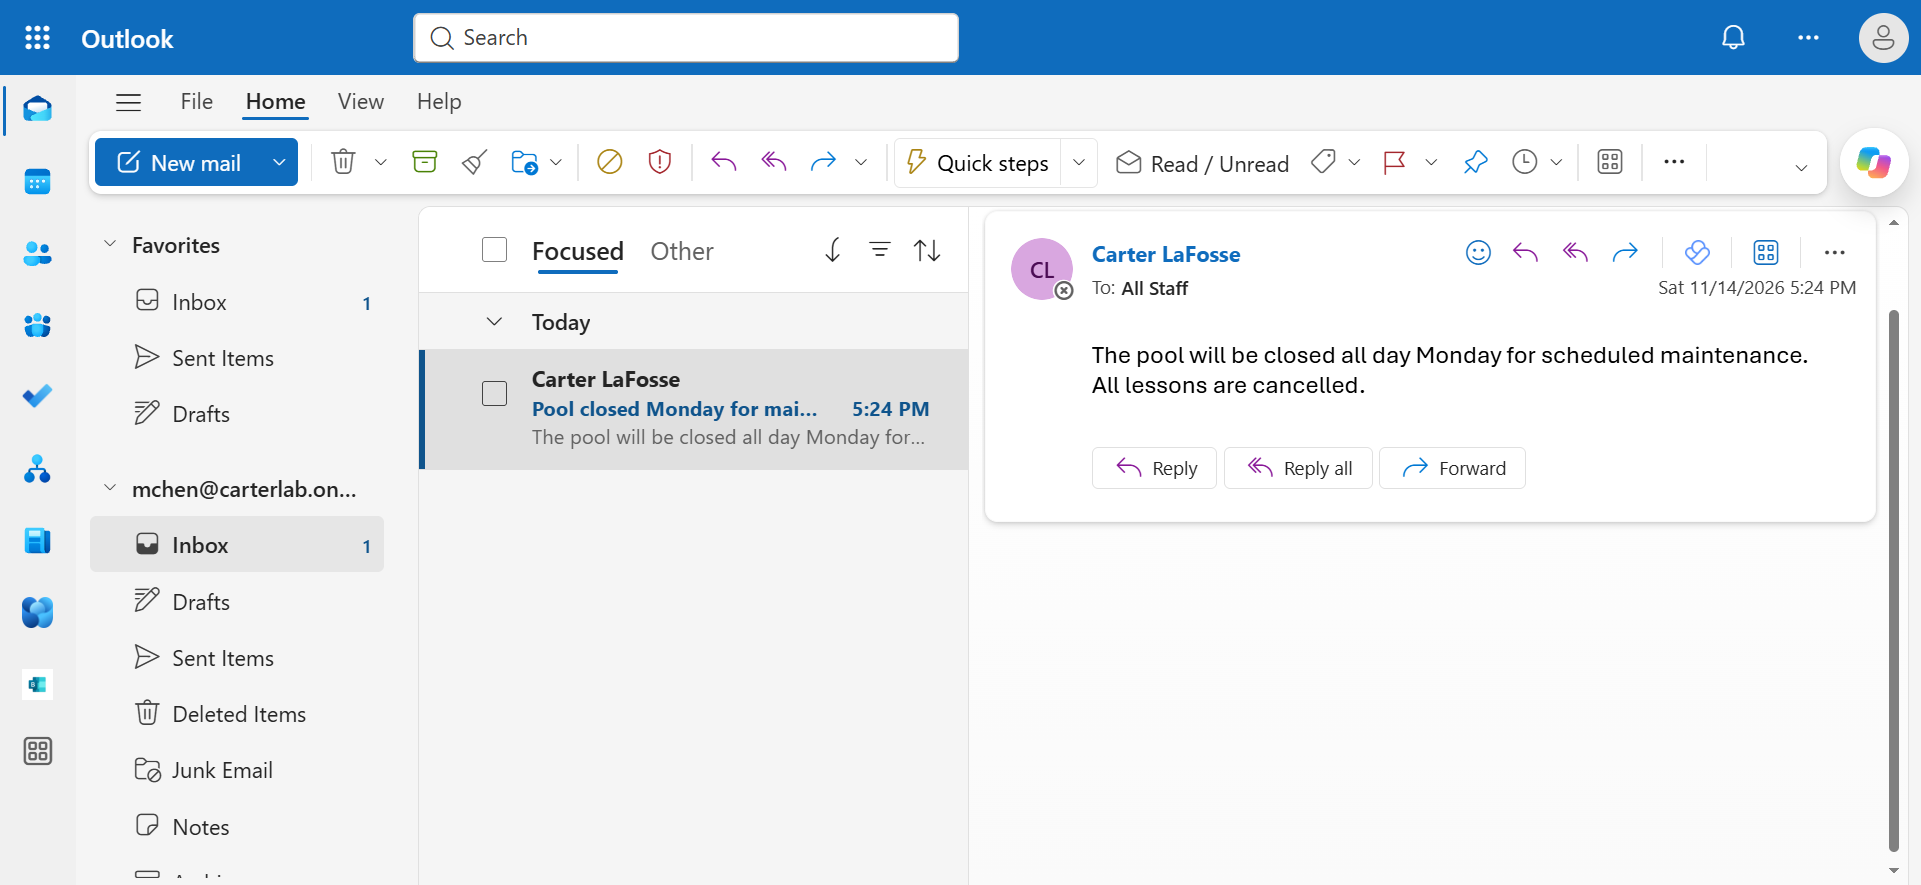 Outlook
Search
File Home View Help
New mail
Quick steps
Read / Unread
Favorites
Inbox 1
Sent Items
Drafts
mchen@carterlab.on...
Inbox 1
Drafts
Sent Items
Deleted Items
Junk Email
Notes
Focused Other
Today
Carter LaFosse
Pool closed Monday for mai... 5:24 PM
The pool will be closed all day Monday for...
CL
Carter LaFosse
To: All Staff
Sat 11/14/2026 5:24 PM
The pool will be closed all day Monday for scheduled maintenance.
All lessons are cancelled.
Reply Reply all Forward